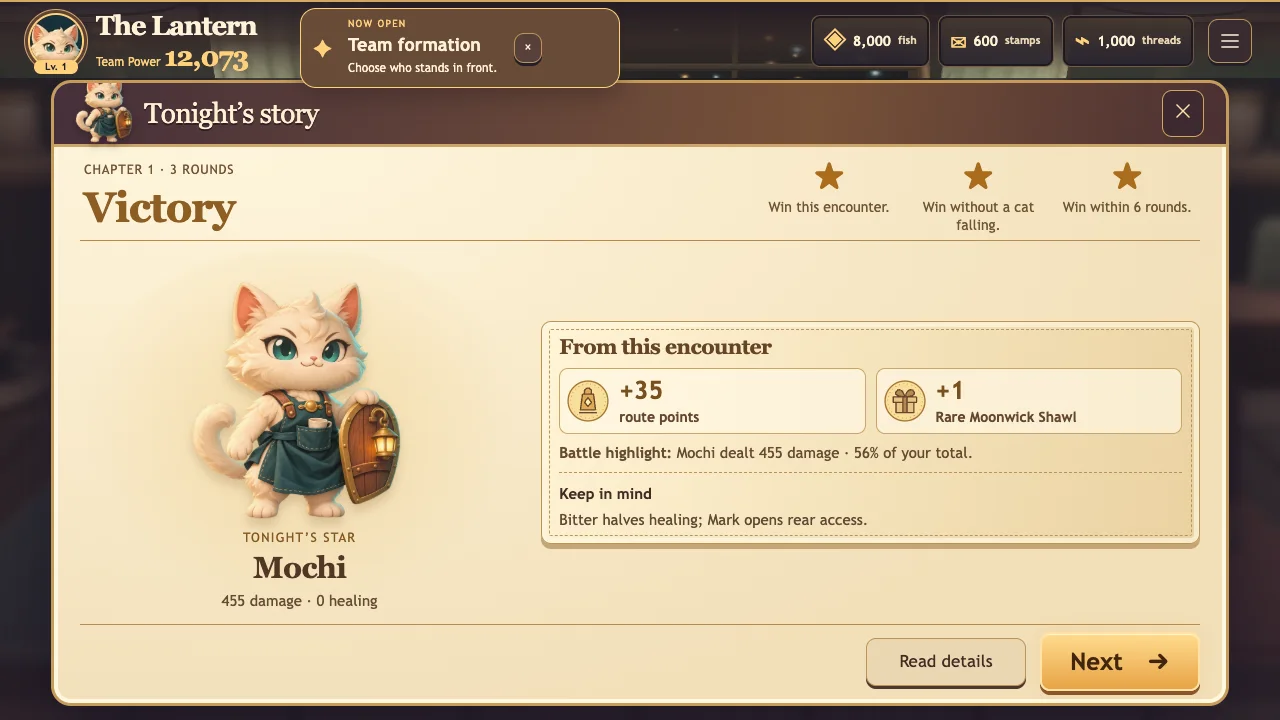 The Lantern
Team Power 12,073
Lv. 1
NOW OPEN
Team formation
Choose who stands in front.
×
8,000 fish
600 stamps
1,000 threads
Tonight’s story
CHAPTER 1 · 3 ROUNDS
Victory
Win this encounter.
Win without a cat
falling.
Win within 6 rounds.
From this encounter
+35
route points
+1
Rare Moonwick Shawl
Battle highlight: Mochi dealt 455 damage · 56% of your total.
Keep in mind
Bitter halves healing; Mark opens rear access.
TONIGHT’S STAR
Mochi
455 damage · 0 healing
Read details
Next →